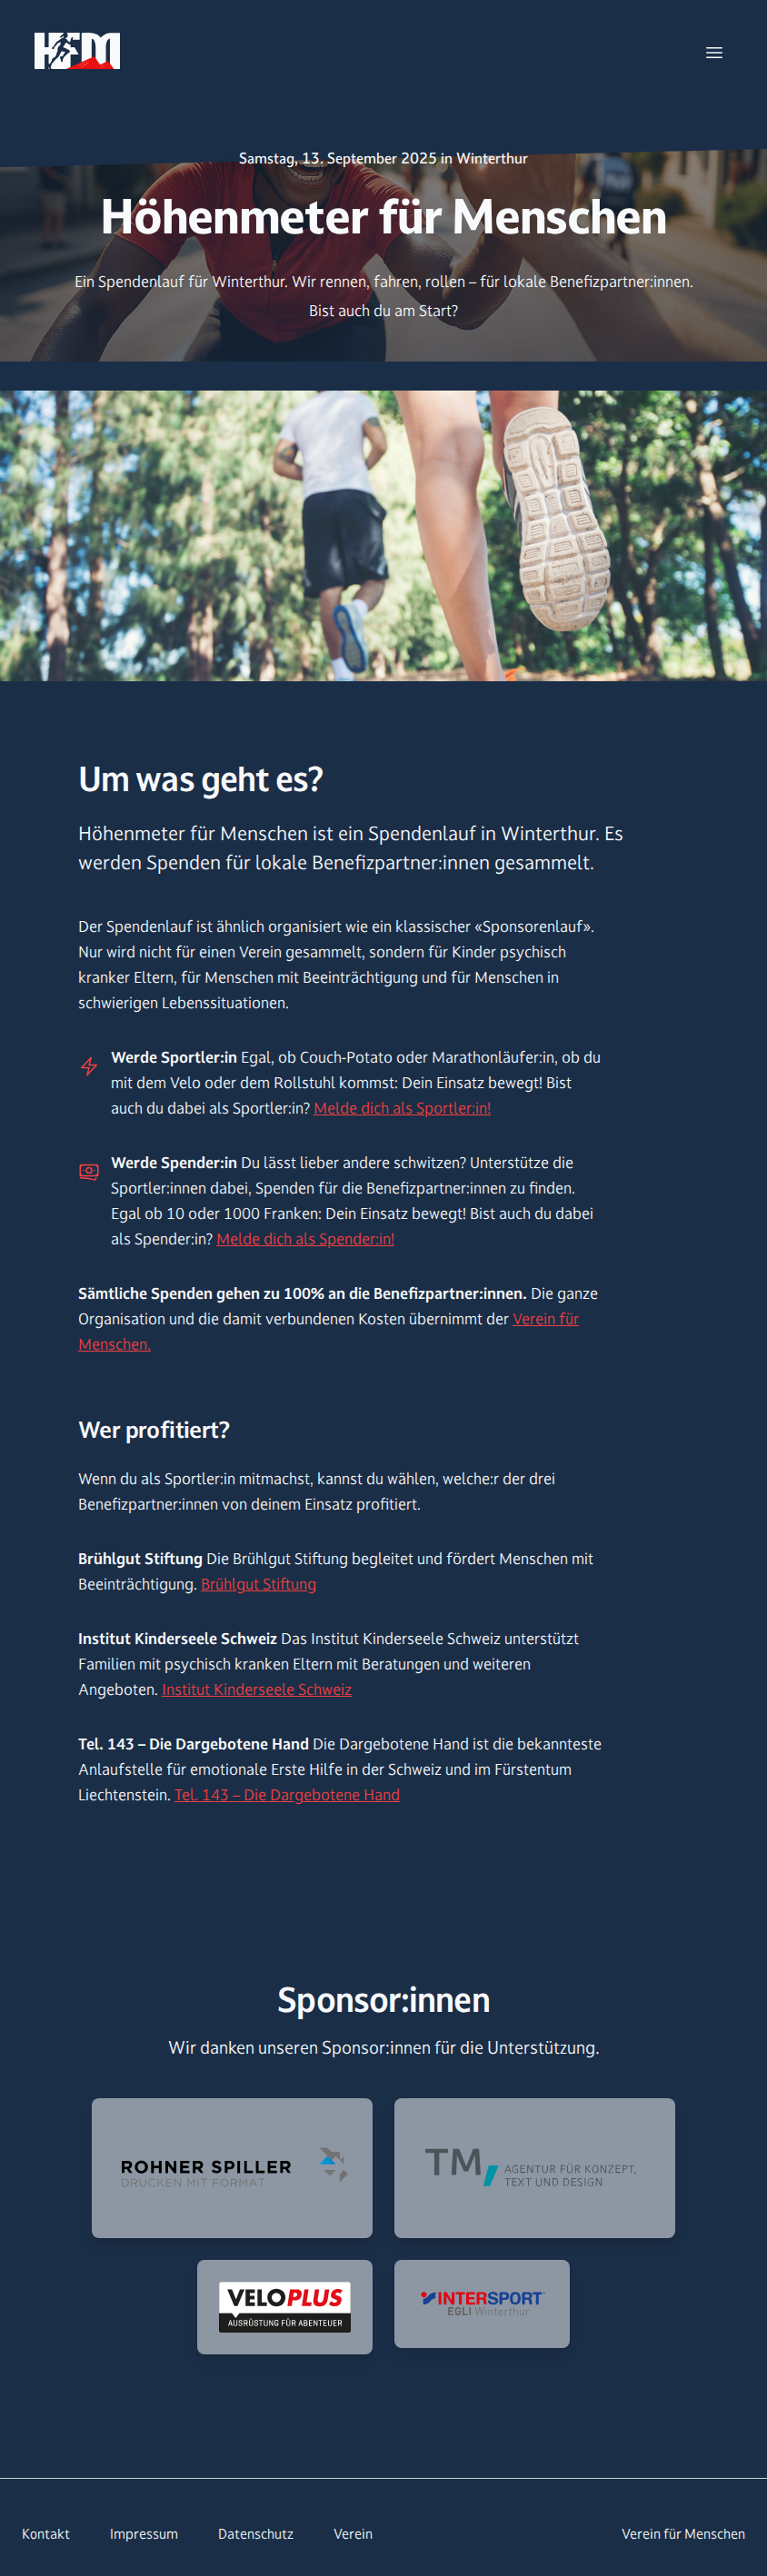 HFM
Samstag, 13. September 2025 in Winterthur
Höhenmeter für Menschen
Ein Spendenlauf für Winterthur. Wir rennen, fahren, rollen – für lokale Benefizpartner:innen.
Bist auch du am Start?
Um was geht es?
Höhenmeter für Menschen ist ein Spendenlauf in Winterthur. Es
werden Spenden für lokale Benefizpartner:innen gesammelt.
Der Spendenlauf ist ähnlich organisiert wie ein klassischer «Sponsorenlauf».
Nur wird nicht für einen Verein gesammelt, sondern für Kinder psychisch
kranker Eltern, für Menschen mit Beeinträchtigung und für Menschen in
schwierigen Lebenssituationen.
Werde Sportler:in Egal, ob Couch-Potato oder Marathonläufer:in, ob du
mit dem Velo oder dem Rollstuhl kommst: Dein Einsatz bewegt! Bist
auch du dabei als Sportler:in? Melde dich als Sportler:in!
Werde Spender:in Du lässt lieber andere schwitzen? Unterstütze die
Sportler:innen dabei, Spenden für die Benefizpartner:innen zu finden.
Egal ob 10 oder 1000 Franken: Dein Einsatz bewegt! Bist auch du dabei
als Spender:in? Melde dich als Spender:in!
Sämtliche Spenden gehen zu 100% an die Benefizpartner:innen. Die ganze
Organisation und die damit verbundenen Kosten übernimmt der Verein für
Menschen.
Wer profitiert?
Wenn du als Sportler:in mitmachst, kannst du wählen, welche:r der drei
Benefizpartner:innen von deinem Einsatz profitiert.
Brühlgut Stiftung Die Brühlgut Stiftung begleitet und fördert Menschen mit
Beeinträchtigung. Brühlgut Stiftung
Institut Kinderseele Schweiz Das Institut Kinderseele Schweiz unterstützt
Familien mit psychisch kranken Eltern mit Beratungen und weiteren
Angeboten. Institut Kinderseele Schweiz
Tel. 143 – Die Dargebotene Hand Die Dargebotene Hand ist die bekannteste
Anlaufstelle für emotionale Erste Hilfe in der Schweiz und im Fürstentum
Liechtenstein. Tel. 143 – Die Dargebotene Hand
Sponsor:innen
Wir danken unseren Sponsor:innen für die Unterstützung.
ROHNER SPILLER
DRUCKEN MIT FORMAT
TM, AGENTUR FÜR KONZEPT,
TEXT UND DESIGN
VELOPLUS
AUSRÜSTUNG FÜR ABENTEUER
INTERSPORT
EGLI Winterthur
Kontakt Impressum Datenschutz Verein Verein für Menschen